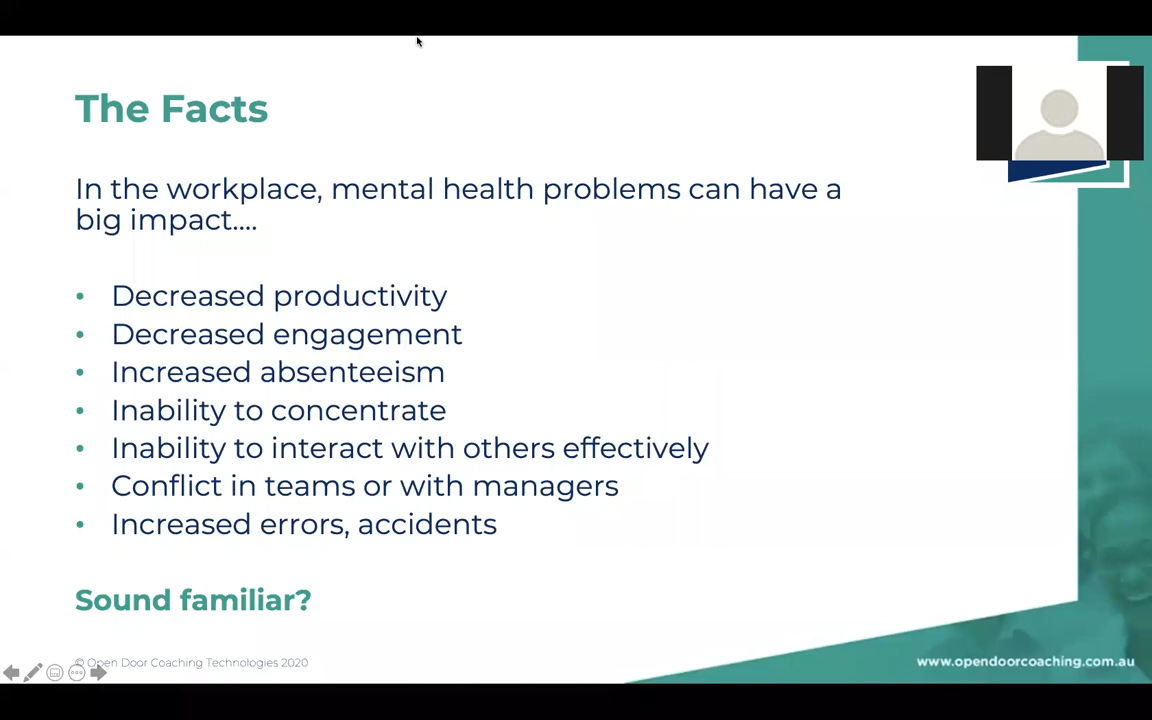 The Facts
In the workplace, mental health problems can have a
big impact....
• Decreased productivity
• Decreased engagement
• Increased absenteeism
• Inability to concentrate
• Inability to interact with others effectively
• Conflict in teams or with managers
• Increased errors, accidents
Sound familiar?
© Open Door Coaching Technologies 2020
www.opendoorcoaching.com.au